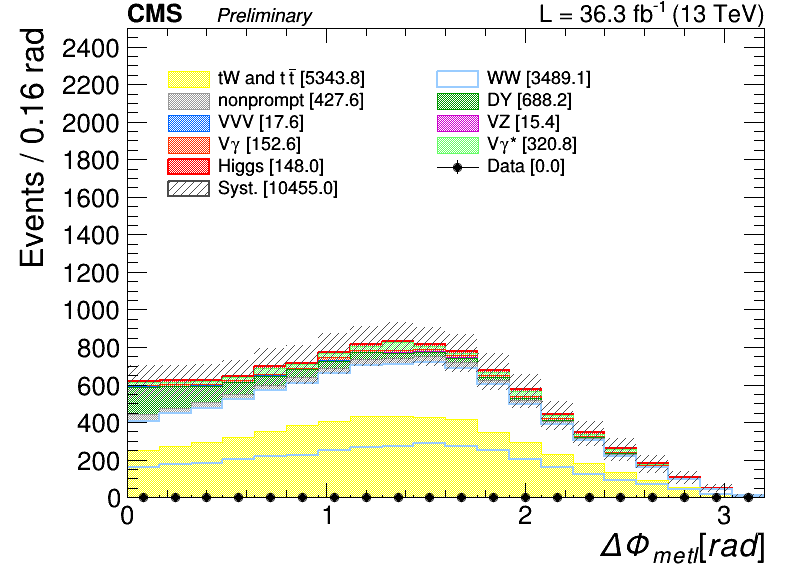 CMS Preliminary L = 36.3 fb⁻¹ (13 TeV)
Events / 0.16 rad
2400
2200
2000
1800
1600
1400
1200
1000
800
600
400
200
0
tW and tt̄ [5343.8]
nonprompt [427.6]
VVV [17.6]
Vγ [152.6]
Higgs [148.0]
Syst. [10455.0]
WW [3489.1]
DY [688.2]
VZ [15.4]
Vγ* [320.8]
Data [0.0]
0 1 2 3
ΔΦmetl[rad]